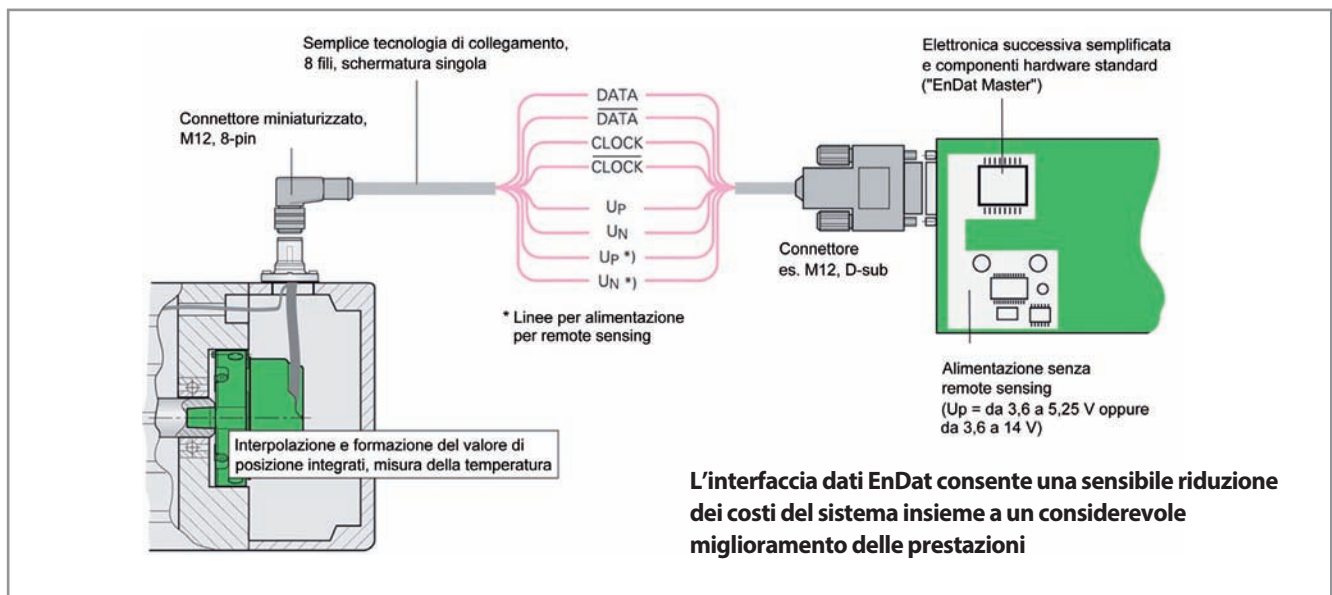 Semplice tecnologia di collegamento,
8 fili, schermatura singola
Elettronica successiva semplificata
e componenti hardware standard
("EnDat Master")
Connettore miniaturizzato,
M12, 8-pin
DATA
D̅A̅T̅A̅
CLOCK
C̅L̅O̅C̅K̅
UP
UN
UP *)
UN *)
Connettore
es. M12, D-sub
* Linee per alimentazione
per remote sensing
Alimentazione senza
remote sensing
(Up = da 3,6 a 5,25 V oppure
da 3,6 a 14 V)
Interpolazione e formazione del valore di
posizione integrati, misura della temperatura
L’interfaccia dati EnDat consente una sensibile riduzione
dei costi del sistema insieme a un considerevole
miglioramento delle prestazioni